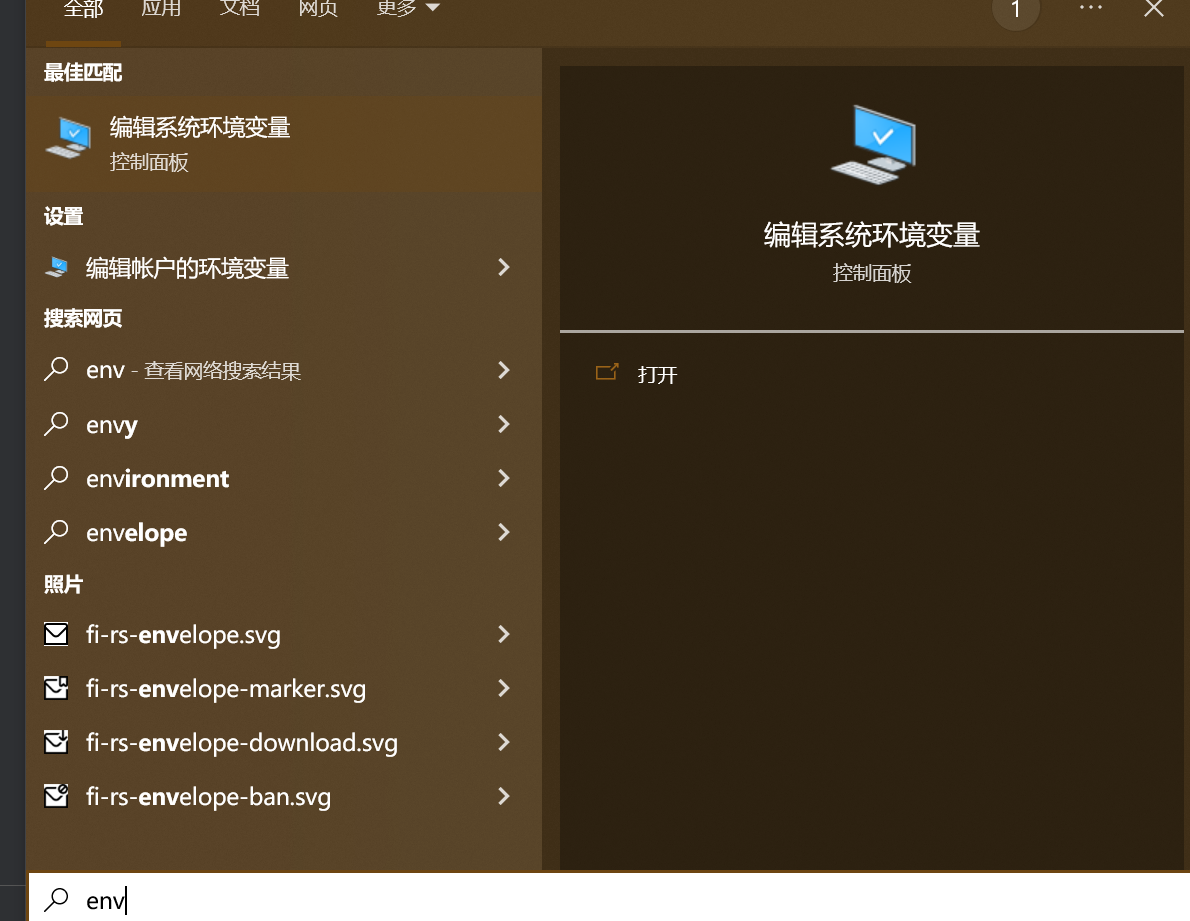 全部 应用 文档 网页 更多 1 ...
最佳匹配
编辑系统环境变量
控制面板
设置
编辑帐户的环境变量
搜索网页
env - 查看网络搜索结果
envy
environment
envelope
照片
fi-rs-envelope.svg
fi-rs-envelope-marker.svg
fi-rs-envelope-download.svg
fi-rs-envelope-ban.svg
编辑系统环境变量
控制面板
打开
env